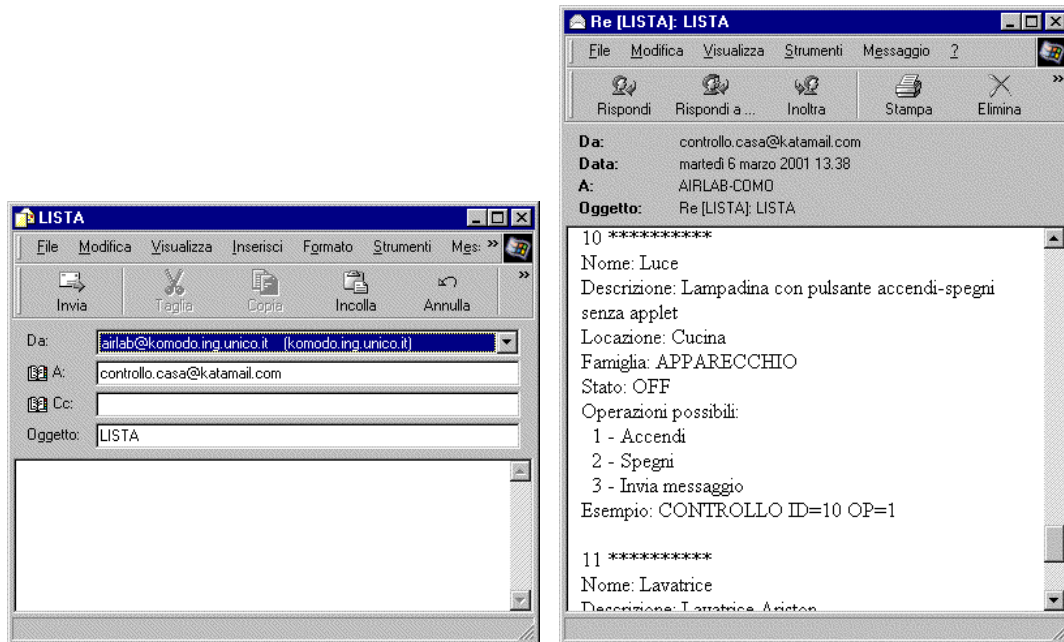 LISTA
File Modifica Visualizza Inserisci Formato Strumenti Mes: »
Invia Taglia Copia Incolla Annulla »
Da: airlab@komodo.ing.unico.it (komodo.ing.unico.it)
A: controllo.casa@katamail.com
Cc:
Oggetto: LISTA
Re [LISTA]: LISTA
File Modifica Visualizza Strumenti Messaggio ?
Rispondi Rispondi a ... Inoltra Stampa Elimina »
Da: controllo.casa@katamail.com
Data: martedì 6 marzo 2001 13.38
A: AIRLAB-COMO
Oggetto: Re [LISTA]: LISTA
10 **********
Nome: Luce
Descrizione: Lampadina con pulsante accendi-spegni
senza applet
Locazione: Cucina
Famiglia: APPARECCHIO
Stato: OFF
Operazioni possibili:
1 - Accendi
2 - Spegni
3 - Invia messaggio
Esempio: CONTROLLO ID=10 OP=1
11 **********
Nome: Lavatrice
Descrizione: Lavatrice Ariston